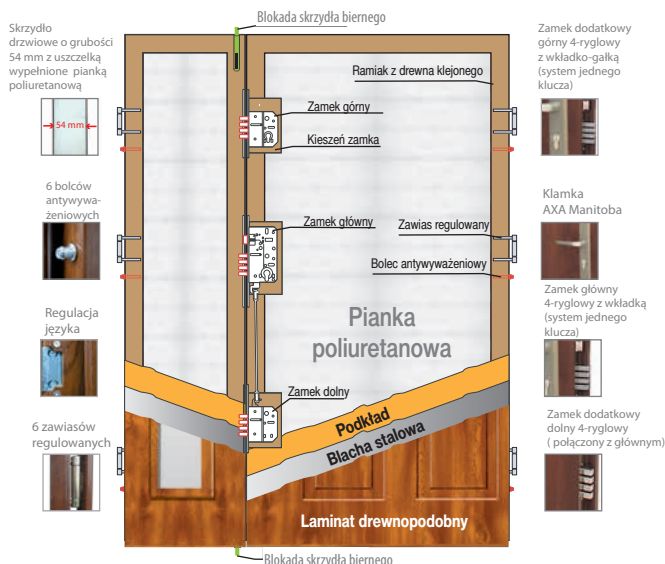 Blokada skrzydła biernego
Skrzydło
drzwiowe o grubości
54 mm z uszczelką
wypełnione pianką
poliuretanową
54 mm
6 bolców
antywywa-
żeniowych
Regulacja
języka
6 zawiasów
regulowanych
Ramiak z drewna klejonego
Zamek górny
Kieszeń zamka
Zamek główny
Zawias regulowany
Bolec antywyważeniowy
Pianka
poliuretanowa
Zamek dolny
Podkład
Blacha stalowa
Laminat drewnopodobny
Blokada skrzydła biernego
Zamek dodatkowy
górny 4-ryglowy
z wkładko-gałką
(system jednego
klucza)
Klamka
AXA Manitoba
Zamek główny
4-ryglowy z wkładką
(system jednego
klucza)
Zamek dodatkowy
dolny 4-ryglowy
( połączony z głównym)